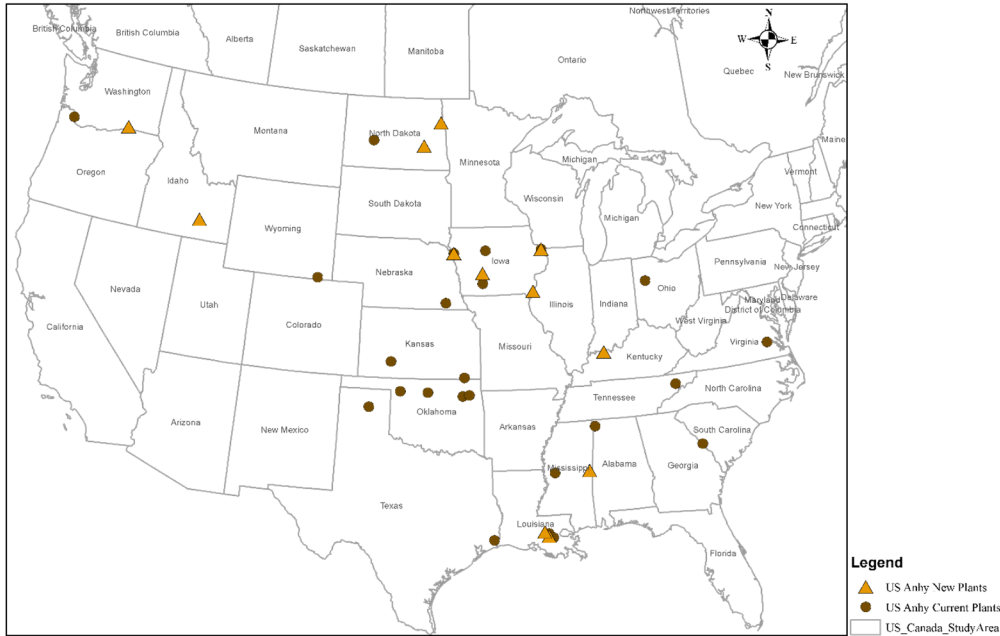 Northwest Territories
British Columbia
British Columbia
Alberta
Saskatchewan
Manitoba
Ontario
Quebec
New Brunswick
N
W
E
S
Washington
Montana
North Dakota
Minnesota
Michigan
Maine
Vermont
Oregon
Idaho
South Dakota
Wisconsin
Michigan
New York
Connecticut
Wyoming
Nebraska
Iowa
Pennsylvania
New Jersey
Nevada
Utah
Illinois
Indiana
Ohio
Maryland
Delaware
District of Columbia
California
Colorado
Kansas
Missouri
West Virginia
Virginia
Kentucky
Arizona
New Mexico
Oklahoma
Arkansas
Tennessee
North Carolina
South Carolina
Mississippi
Alabama
Georgia
Texas
Louisiana
Florida
Legend
US Anhy New Plants
US Anhy Current Plants
US_Canada_StudyArea